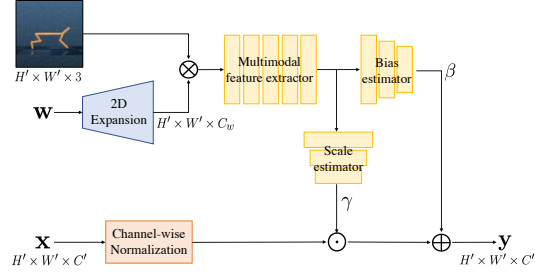 H′ × W′ × 3
w
2D
Expansion
H′ × W′ × C_w
Multimodal
feature extractor
Bias
estimator
β
Scale
estimator
γ
x
H′ × W′ × C′
Channel-wise
Normalization
y
H′ × W′ × C′